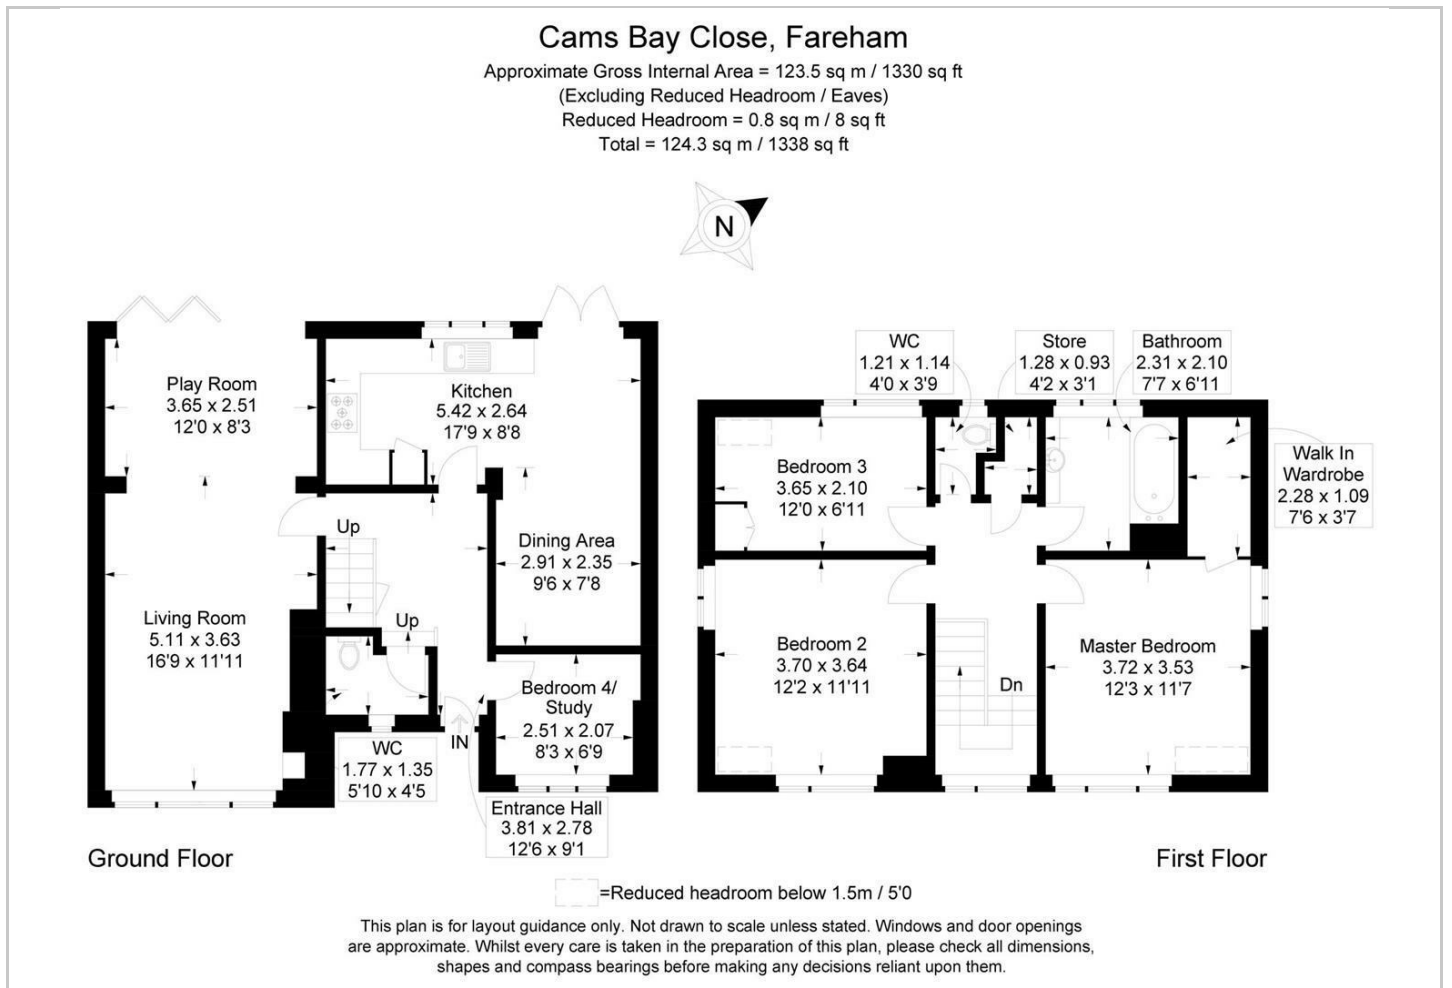 Cams Bay Close, Fareham
Approximate Gross Internal Area = 123.5 sq m / 1330 sq ft
(Excluding Reduced Headroom / Eaves)
Reduced Headroom = 0.8 sq m / 8 sq ft
Total = 124.3 sq m / 1338 sq ft
N
Play Room
3.65 x 2.51
12'0 x 8'3
Kitchen
5.42 x 2.64
17'9 x 8'8
Up
Dining Area
2.91 x 2.35
9'6 x 7'8
Living Room
5.11 x 3.63
16'9 x 11'11
Up
Bedroom 4/
Study
2.51 x 2.07
8'3 x 6'9
IN
WC
1.77 x 1.35
5'10 x 4'5
Entrance Hall
3.81 x 2.78
12'6 x 9'1
Ground Floor
WC
1.21 x 1.14
4'0 x 3'9
Store
1.28 x 0.93
4'2 x 3'1
Bathroom
2.31 x 2.10
7'7 x 6'11
Walk In
Wardrobe
2.28 x 1.09
7'6 x 3'7
Bedroom 3
3.65 x 2.10
12'0 x 6'11
Bedroom 2
3.70 x 3.64
12'2 x 11'11
Dn
Master Bedroom
3.72 x 3.53
12'3 x 11'7
First Floor
=Reduced headroom below 1.5m / 5'0
This plan is for layout guidance only. Not drawn to scale unless stated. Windows and door openings
are approximate. Whilst every care is taken in the preparation of this plan, please check all dimensions,
shapes and compass bearings before making any decisions reliant upon them.